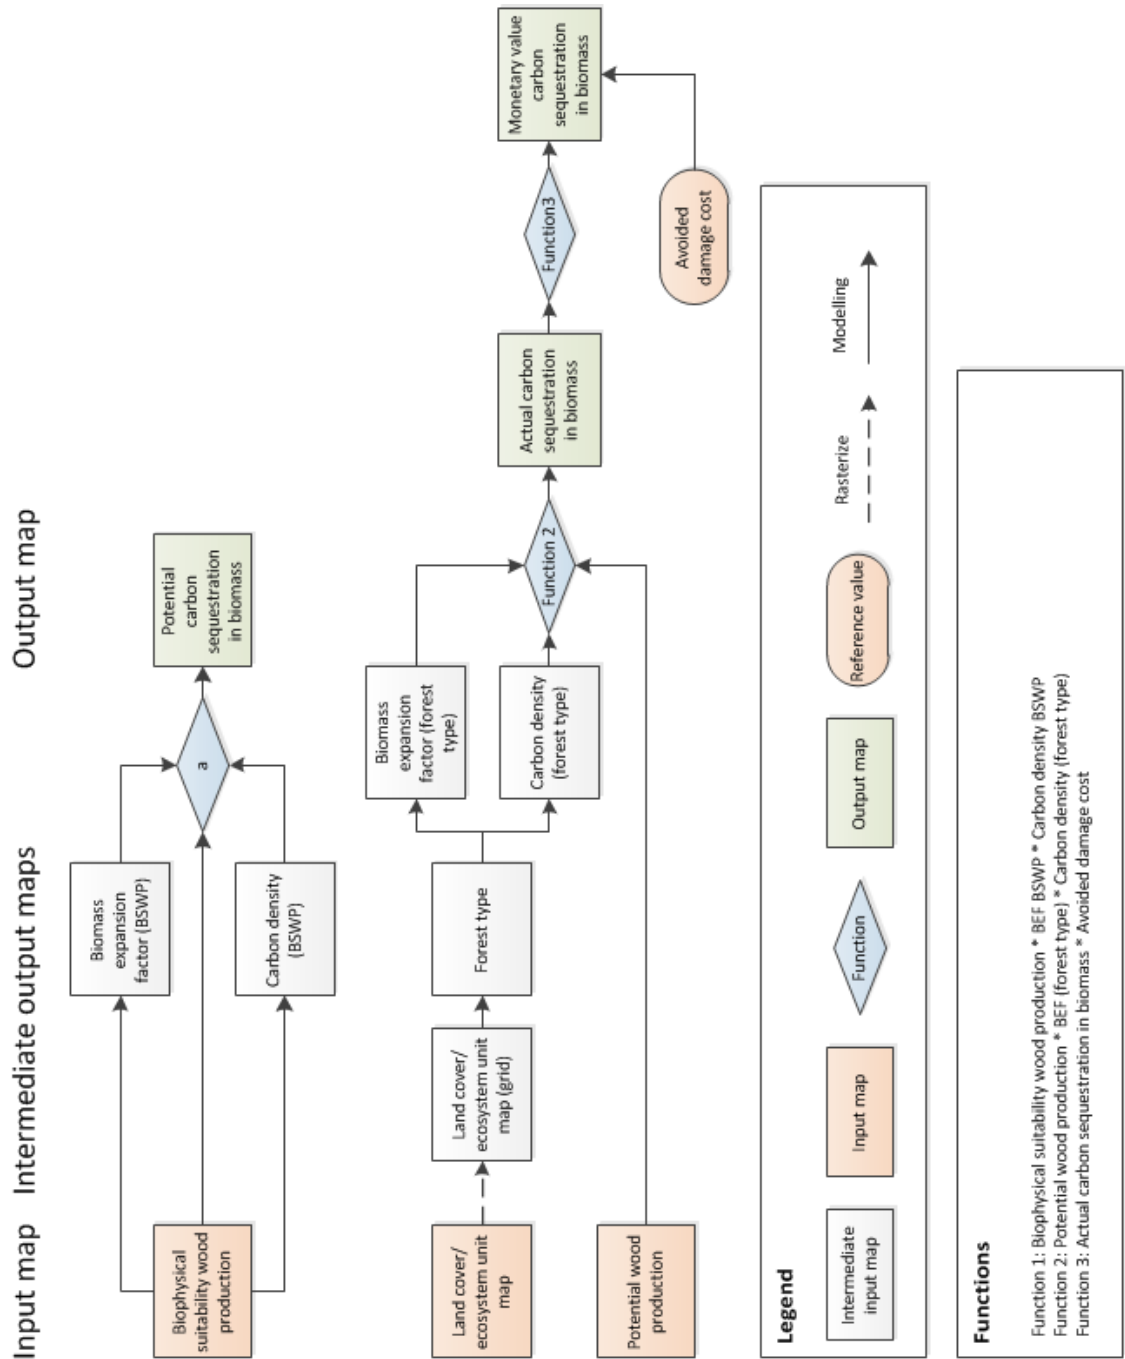 Input map
Intermediate output maps
Output map
Biophysical
suitability wood
production
Biomass
expansion
factor (BSWP)
Carbon density
(BSWP)
a
Potential
carbon
sequestration
in biomass
Land cover/
ecosystem unit
map
Land cover/
ecosystem unit
map (grid)
Forest type
Biomass
expansion
factor (forest
type)
Carbon density
(forest type)
Function 2
Actual carbon
sequestration
in biomass
Function3
Monetary value
carbon
sequestration
in biomass
Potential wood
production
Avoided
damage cost
Legend
Intermediate
input map
Input map
Function
Output map
Reference value
Rasterize
Modelling
Functions
Function 1: Biophysical suitability wood production * BEF BSWP * Carbon density BSWP
Function 2: Potential wood production * BEF (forest type) * Carbon density (forest type)
Function 3: Actual carbon sequestration in biomass * Avoided damage cost